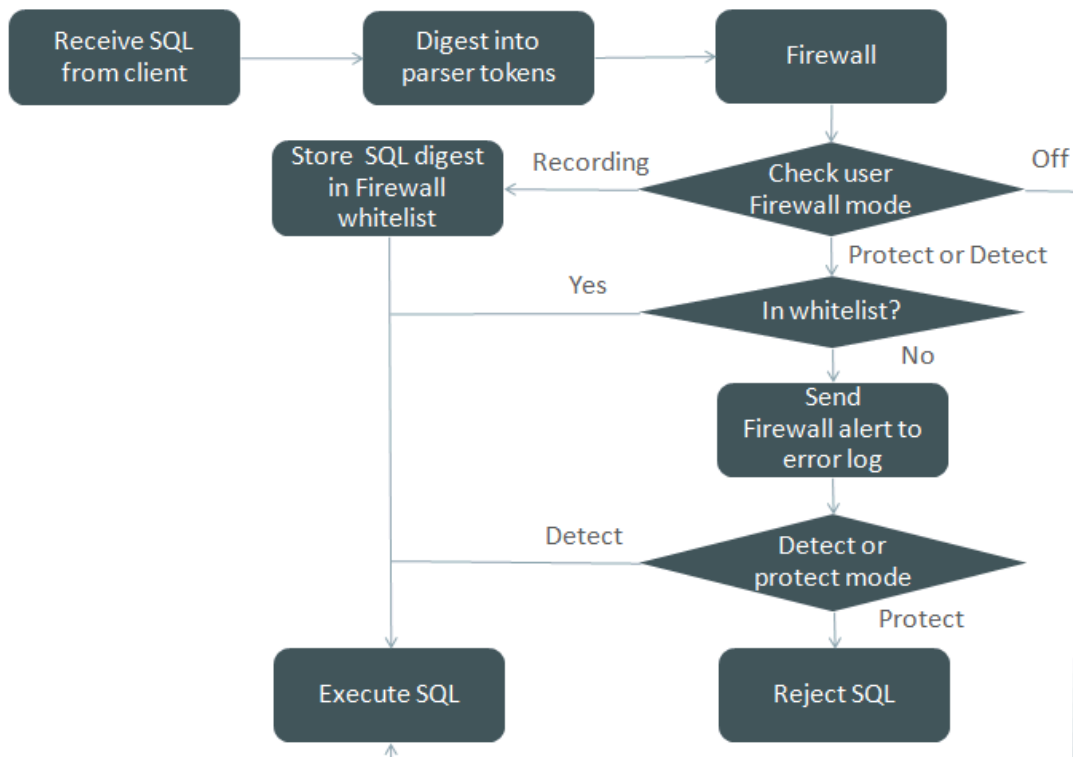 Receive SQL
from client
Digest into
parser tokens
Firewall
Store SQL digest
in Firewall
whitelist
Recording
Check user
Firewall mode
Off
Protect or Detect
Yes
In whitelist?
No
Send
Firewall alert to
error log
Detect
Detect or
protect mode
Protect
Execute SQL
Reject SQL